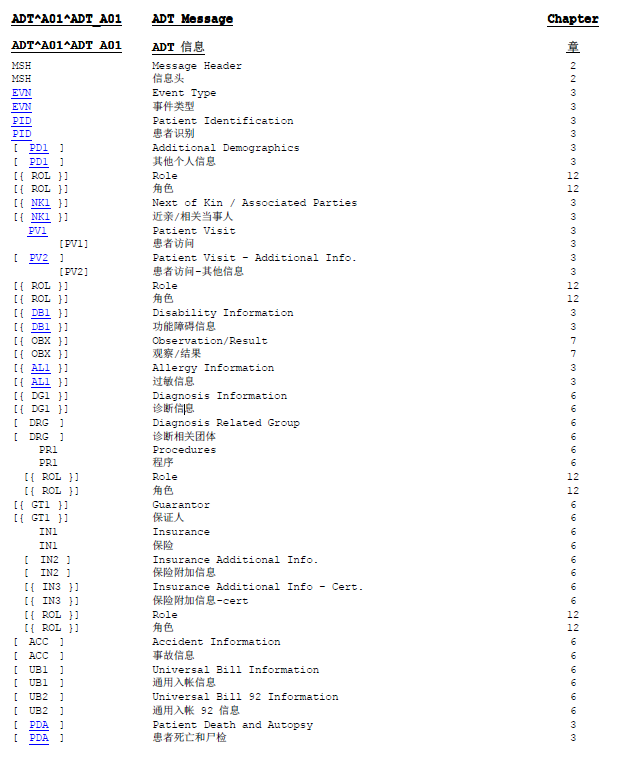 ADT^A01^ADT_A01 ADT Message Chapter
ADT^A01^ADT A01 ADT 信息 章
MSH Message Header 2
MSH 信息头 2
EVN Event Type 3
EVN 事件类型 3
PID Patient Identification 3
PID 患者识别 3
[ PD1 ] Additional Demographics 3
[ PD1 ] 其他个人信息 3
[{ ROL }] Role 12
[{ ROL }] 角色 12
[{ NK1 }] Next of Kin / Associated Parties 3
[{ NK1 }] 近亲/相关当事人 3
PV1 Patient Visit 3
[PV1] 患者访问 3
[ PV2 ] Patient Visit - Additional Info. 3
[PV2] 患者访问-其他信息 3
[{ ROL }] Role 12
[{ ROL }] 角色 12
[{ DB1 }] Disability Information 3
[{ DB1 }] 功能障碍信息 3
[{ OBX }] Observation/Result 7
[{ OBX }] 观察/结果 7
[{ AL1 }] Allergy Information 3
[{ AL1 }] 过敏信息 3
[{ DG1 }] Diagnosis Information 6
[{ DG1 }] 诊断信息 6
[ DRG ] Diagnosis Related Group 6
[ DRG ] 诊断相关团体 6
PR1 Procedures 6
PR1 程序 6
[{ ROL }] Role 12
[{ ROL }] 角色 12
[{ GT1 }] Guarantor 6
[{ GT1 }] 保证人 6
IN1 Insurance 6
IN1 保险 6
[ IN2 ] Insurance Additional Info. 6
[ IN2 ] 保险附加信息 6
[{ IN3 }] Insurance Additional Info - Cert. 6
[{ IN3 }] 保险附加信息-cert 6
[{ ROL }] Role 12
[{ ROL }] 角色 12
[ ACC ] Accident Information 6
[ ACC ] 事故信息 6
[ UB1 ] Universal Bill Information 6
[ UB1 ] 通用入帐信息 6
[ UB2 ] Universal Bill 92 Information 6
[ UB2 ] 通用入帐 92 信息 6
[ PDA ] Patient Death and Autopsy 3
[ PDA ] 患者死亡和尸检 3